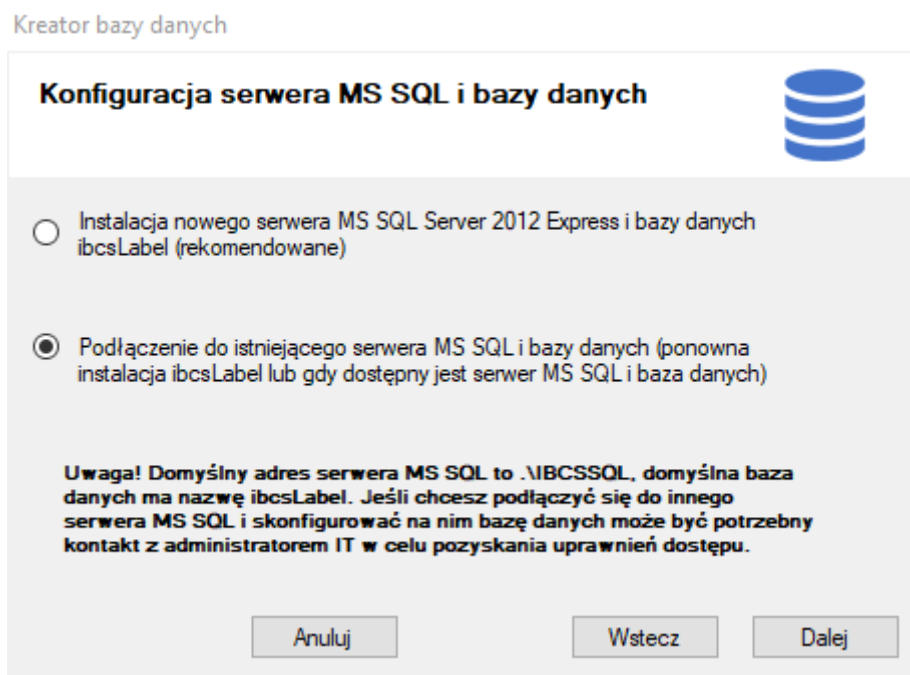 Kreator bazy danych
Konfiguracja serwera MS SQL i bazy danych
Instalacja nowego serwera MS SQL Server 2012 Express i bazy danych
ibcsLabel (rekomendowane)
Podłączenie do istniejącego serwera MS SQL i bazy danych (ponowna
instalacja ibcsLabel lub gdy dostępny jest serwer MS SQL i baza danych)
Uwaga! Domyślny adres serwera MS SQL to .\IBCSSQL, domyślna baza
danych ma nazwę ibcsLabel. Jeśli chcesz podłączyć się do innego
serwera MS SQL i skonfigurować na nim bazę danych może być potrzebny
kontakt z administratorem IT w celu pozyskania uprawnień dostępu.
Anuluj Wstecz Dalej